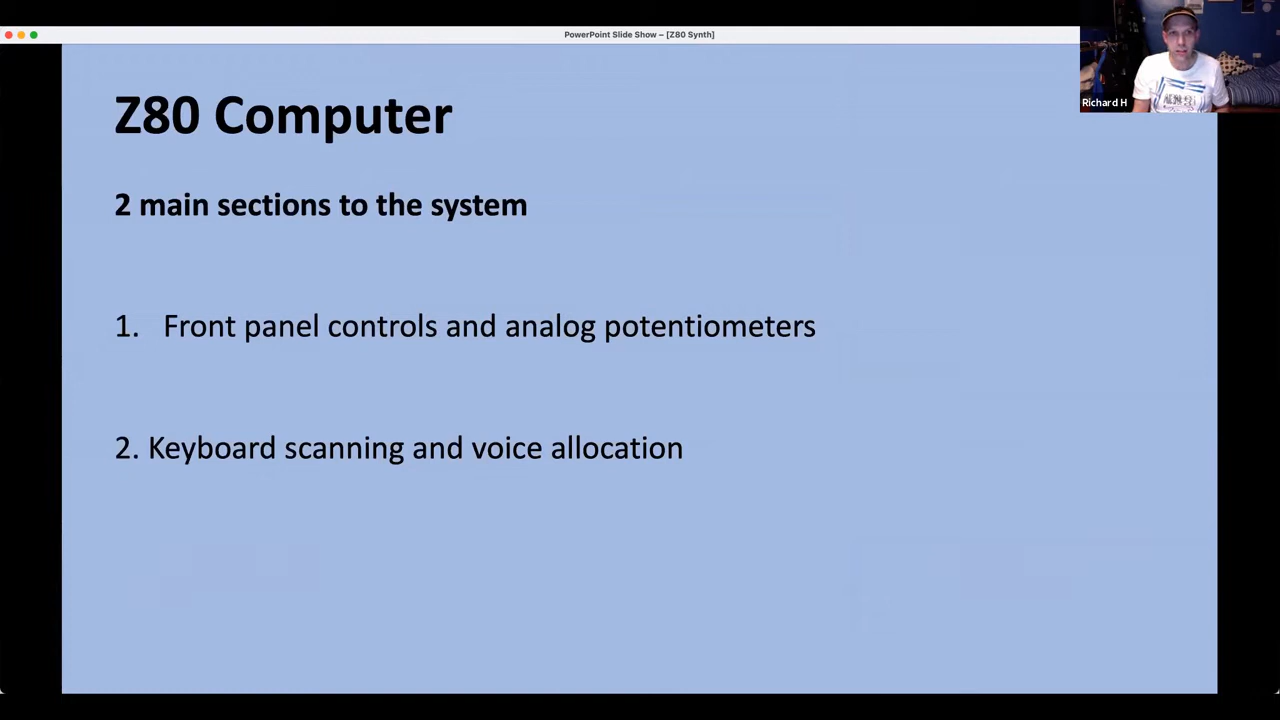 PowerPoint Slide Show – [Z80 Synth]
Richard H
Z80 Computer
2 main sections to the system
1. Front panel controls and analog potentiometers
2. Keyboard scanning and voice allocation